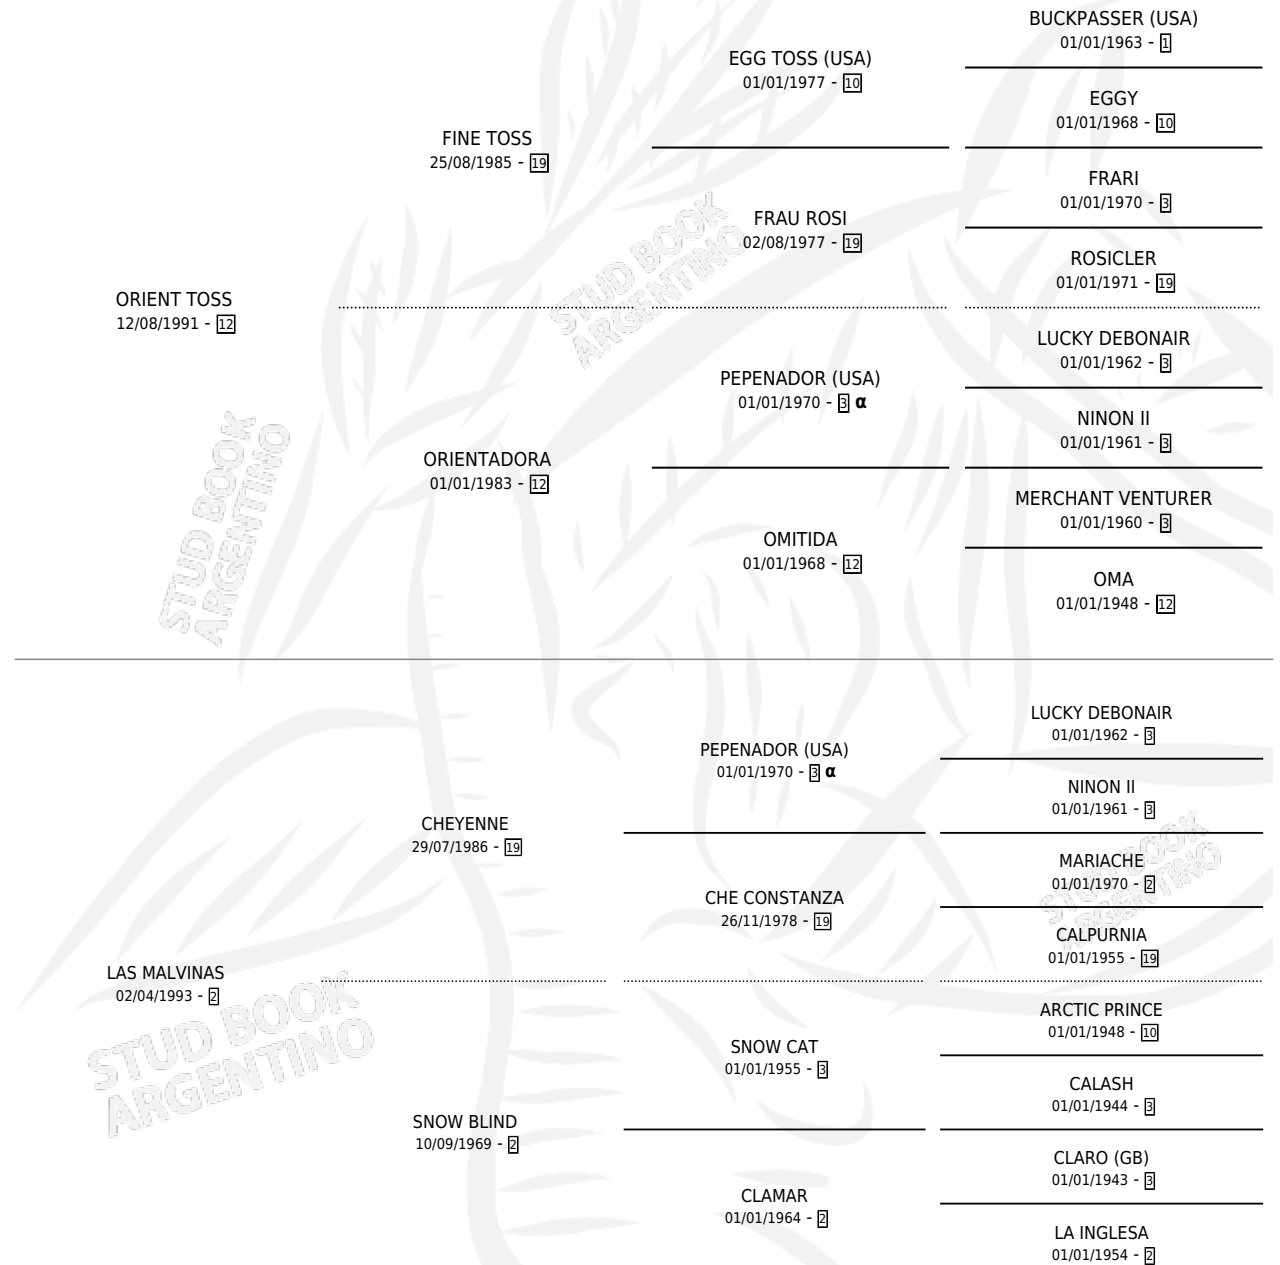 BUCKPASSER (USA)
01/01/1963 - 1
EGG TOSS (USA)
01/01/1977 - 10
EGGY
01/01/1968 - 10
FINE TOSS
25/08/1985 - 19
FRARI
01/01/1970 - 3
FRAU ROSI
02/08/1977 - 19
ROSICLER
01/01/1971 - 19
ORIENT TOSS
12/08/1991 - 12
STUD BOOK
ARGENTINO
LUCKY DEBONAIR
01/01/1962 - 3
PEPENADOR (USA)
01/01/1970 - 3 α
NINON II
01/01/1961 - 3
ORIENTADORA
01/01/1983 - 12
MERCHANT VENTURER
01/01/1960 - 3
OMITIDA
01/01/1968 - 12
OMA
01/01/1948 - 12
STUD BOOK
ARGENTINO
LUCKY DEBONAIR
01/01/1962 - 3
PEPENADOR (USA)
01/01/1970 - 3 α
NINON II
01/01/1961 - 3
CHEYENNE
29/07/1986 - 19
MARIACHE
01/01/1970 - 2
CHE CONSTANZA
26/11/1978 - 19
STUD BOOK
ARGENTINO
CALPURNIA
01/01/1955 - 19
LAS MALVINAS
02/04/1993 - 2
STUD BOOK
ARGENTINO
ARCTIC PRINCE
01/01/1948 - 10
SNOW CAT
01/01/1955 - 3
CALASH
01/01/1944 - 3
SNOW BLIND
10/09/1969 - 2
CLARO (GB)
01/01/1943 - 3
CLAMAR
01/01/1964 - 2
LA INGLESA
01/01/1954 - 2